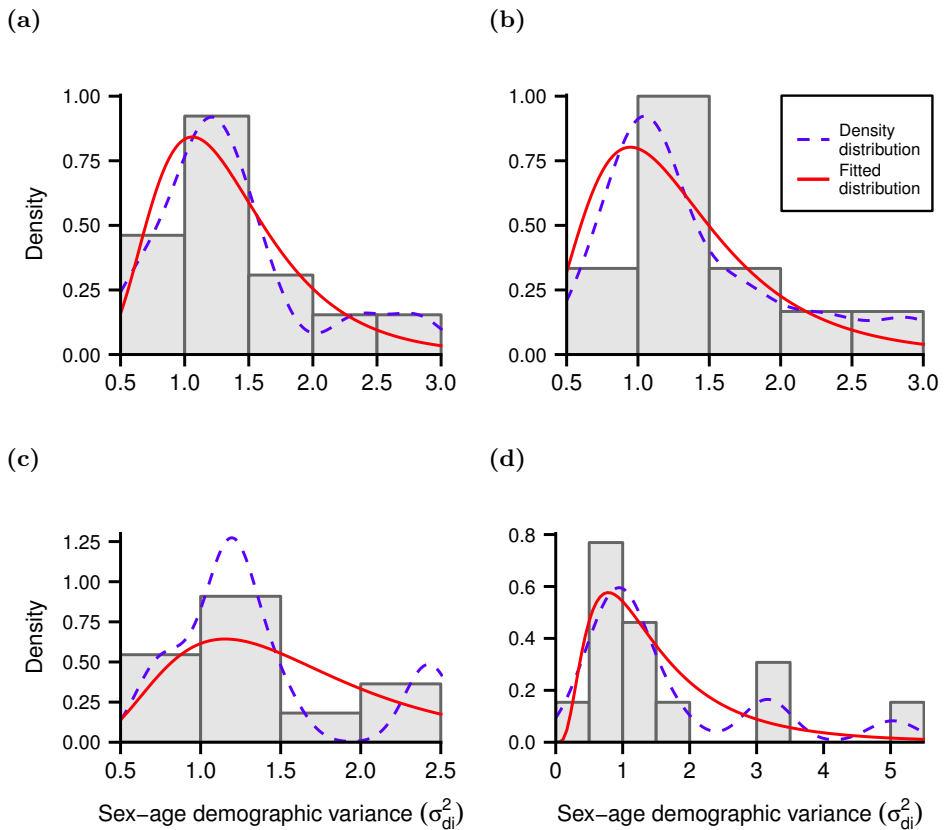 (a)
(b)
1.00
0.75
0.50
0.25
0.00
0.5 1.0 1.5 2.0 2.5 3.0
Density
1.00
0.75
0.50
0.25
0.00
0.5 1.0 1.5 2.0 2.5 3.0
Density
distribution
Fitted
distribution
(c)
(d)
1.25
1.00
0.75
0.50
0.25
0.00
0.5 1.0 1.5 2.0 2.5
Density
Sex−age demographic variance (σ²di)
0.8
0.6
0.4
0.2
0.0
0 1 2 3 4 5
Sex−age demographic variance (σ²di)